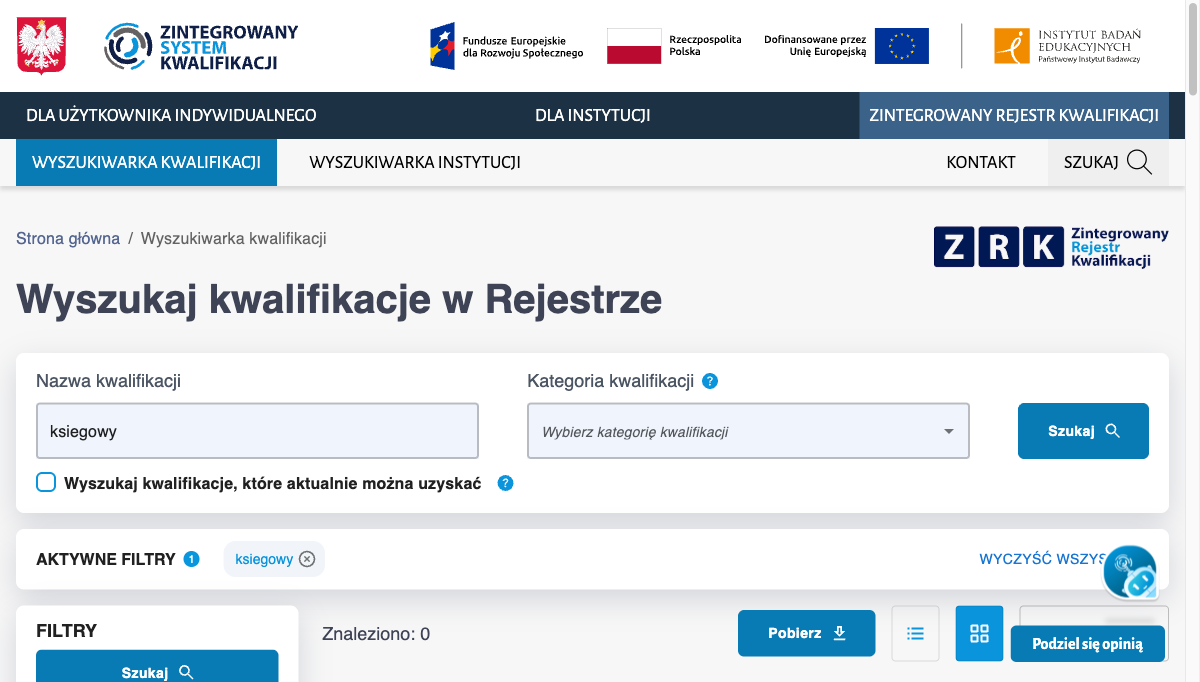 ZINTEGROWANY
SYSTEM
KWALIFIKACJI
Fundusze Europejskie
dla Rozwoju Społecznego
Rzeczpospolita
Polska
Dofinansowane przez
Unię Europejską
INSTYTUT BADAŃ
EDUKACYJNYCH
Państwowy Instytut Badawczy
DLA UŻYTKOWNIKA INDYWIDUALNEGO
DLA INSTYTUCJI
ZINTEGROWANY REJESTR KWALIFIKACJI
WYSZUKIWARKA KWALIFIKACJI
WYSZUKIWARKA INSTYTUCJI
KONTAKT
SZUKAJ
Strona główna / Wyszukiwarka kwalifikacji
ZRK
Zintegrowany
Rejestr
Kwalifikacji
Wyszukaj kwalifikacje w Rejestrze
Nazwa kwalifikacji
Kategoria kwalifikacji ?
ksiegowy
Wybierz kategorię kwalifikacji
Szukaj
Wyszukaj kwalifikacje, które aktualnie można uzyskać ?
AKTYWNE FILTRY 1
ksiegowy
WYCZYŚĆ
FILTRY
Szukaj
Znaleziono: 0
Pobierz
Podziel się opinią